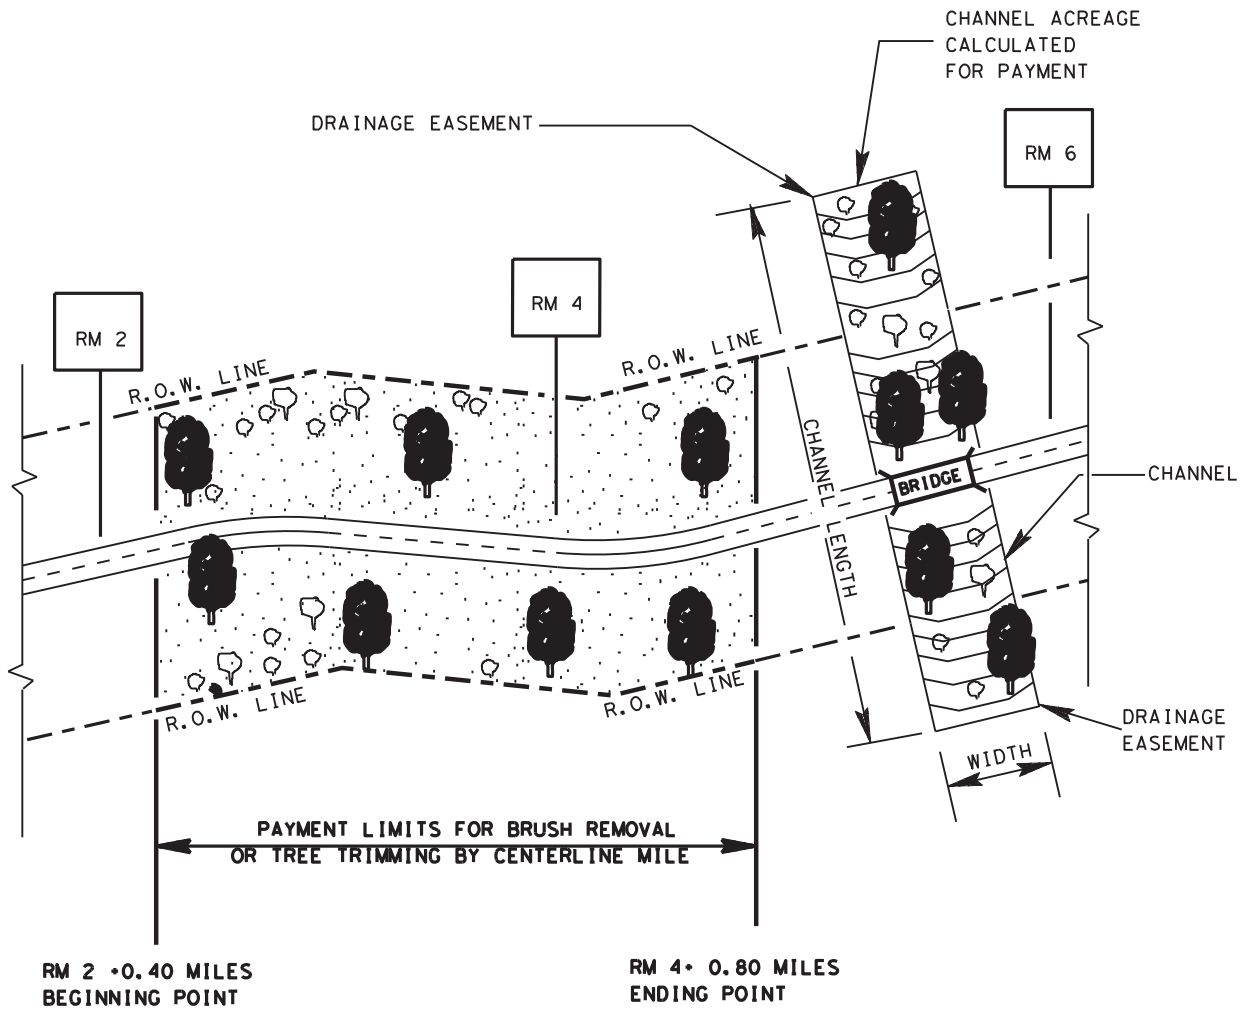 CHANNEL ACREAGE
CALCULATED
FOR PAYMENT
DRAINAGE EASEMENT
RM 6
RM 4
RM 2
R.O.W. LINE
R.O.W. LINE
CHANNEL LENGTH
BRIDGE
CHANNEL
R.O.W. LINE
R.O.W. LINE
DRAINAGE
EASEMENT
WIDTH
PAYMENT LIMITS FOR BRUSH REMOVAL
OR TREE TRIMMING BY CENTERLINE MILE
RM 2 +0.40 MILES
BEGINNING POINT
RM 4+ 0.80 MILES
ENDING POINT